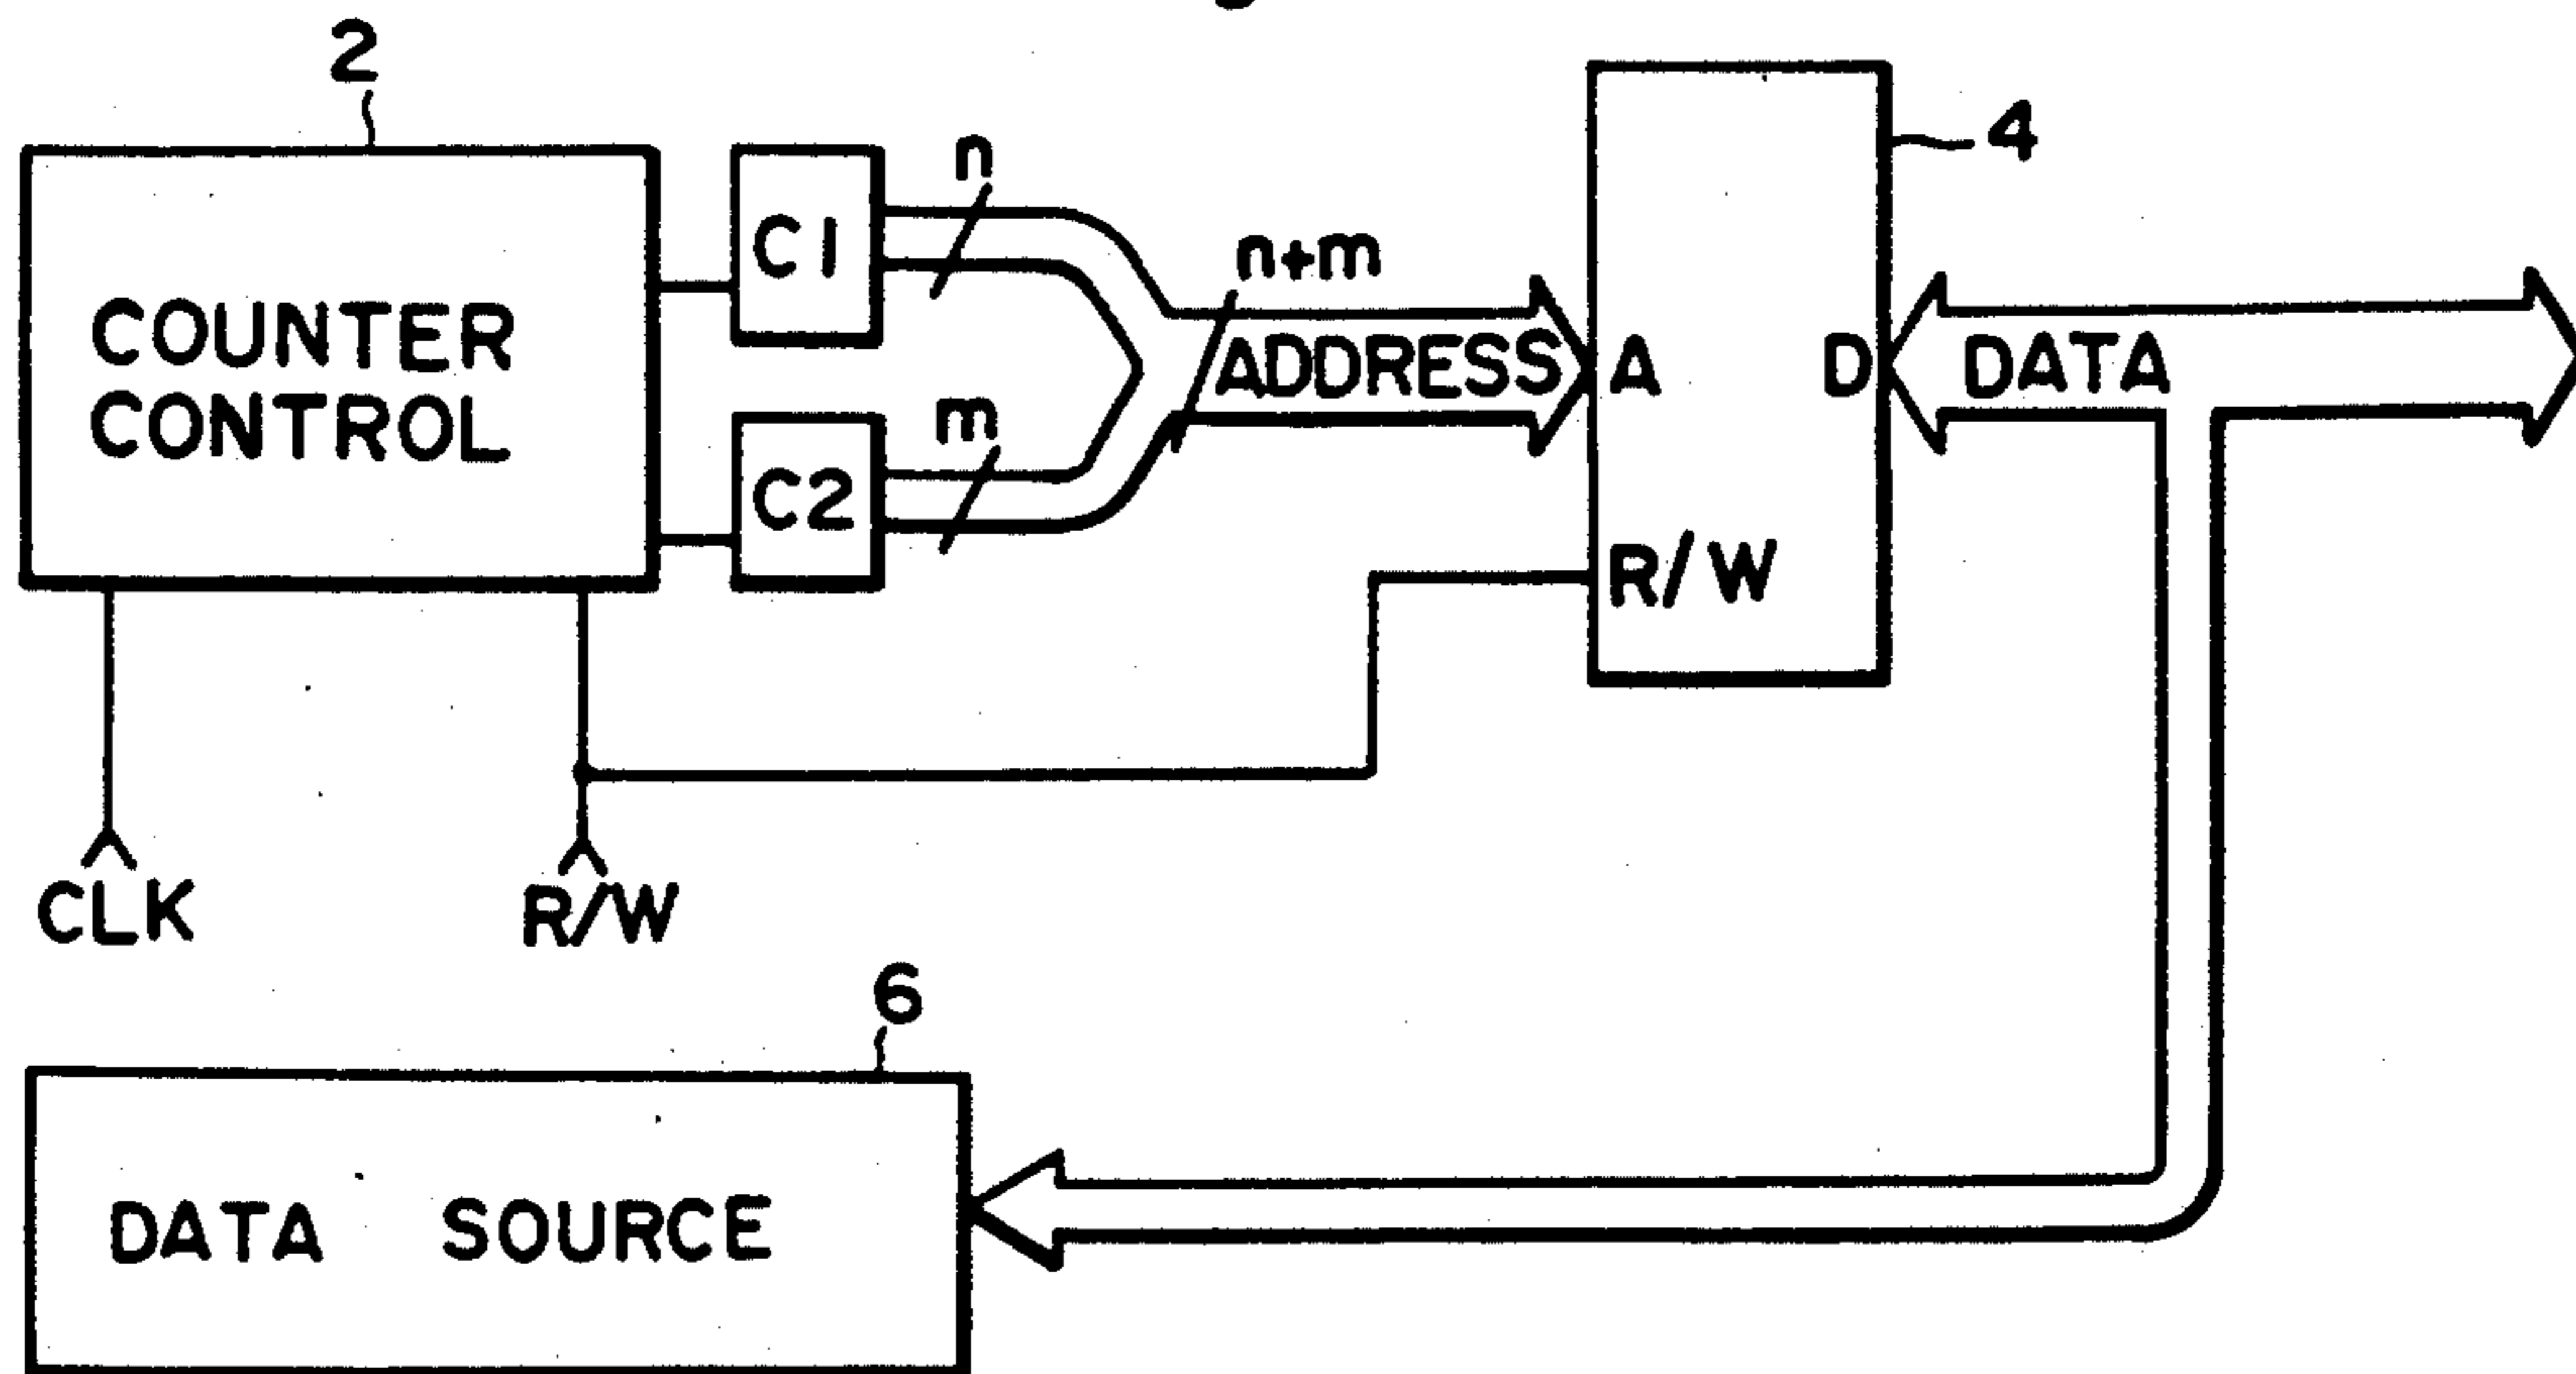 2
COUNTER
CONTROL
C1
C2
n
m
n+m
ADDRESS
A
D
R/W
4
DATA
CLK
R/W
6
DATA SOURCE